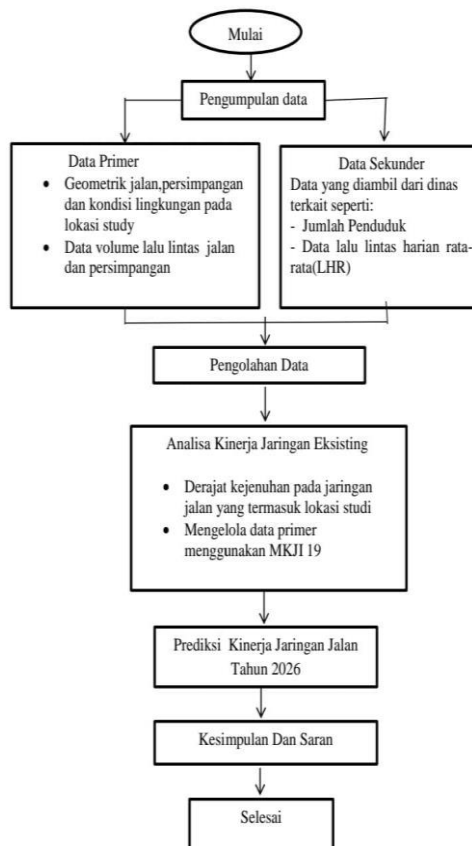 Mulai
Pengumpulan data
Data Primer
• Geometrik jalan,persimpangan
dan kondisi lingkungan pada
lokasi study
• Data volume lalu lintas jalan
dan persimpangan
Data Sekunder
Data yang diambil dari dinas
terkait seperti:
- Jumlah Penduduk
- Data lalu lintas harian rata-
rata(LHR)
Pengolahan Data
Analisa Kinerja Jaringan Eksisting
• Derajat kejenuhan pada jaringan
jalan yang termasuk lokasi studi
• Mengelola data primer
menggunakan MKJI 19
Prediksi Kinerja Jaringan Jalan
Tahun 2026
Kesimpulan Dan Saran
Selesai